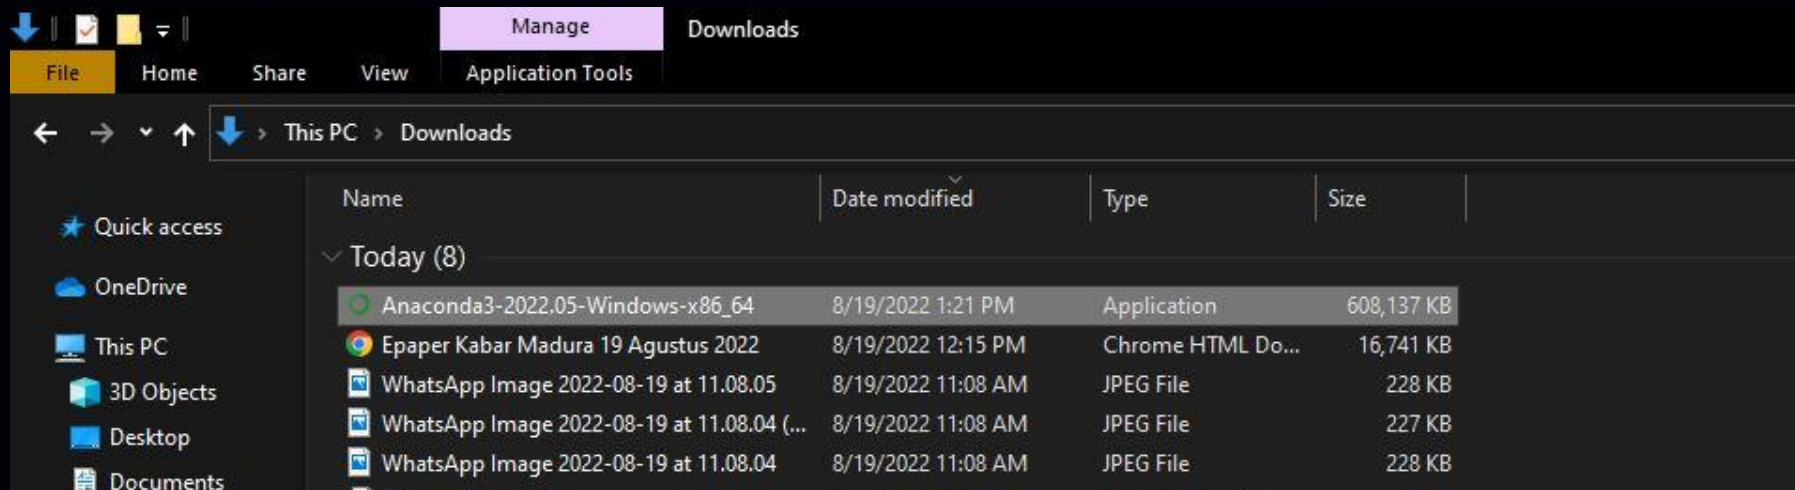 Manage Downloads
File Home Share View Application Tools
This PC Downloads
Name Date modified Type Size
Quick access
OneDrive
This PC
3D Objects
Desktop
Documents
Today (8)
Anaconda3-2022.05-Windows-x86_64 8/19/2022 1:21 PM Application 608,137 KB
Epaper Kabar Madura 19 Agustus 2022 8/19/2022 12:15 PM Chrome HTML Do... 16,741 KB
WhatsApp Image 2022-08-19 at 11.08.05 8/19/2022 11:08 AM JPEG File 228 KB
WhatsApp Image 2022-08-19 at 11.08.04 (... 8/19/2022 11:08 AM JPEG File 227 KB
WhatsApp Image 2022-08-19 at 11.08.04 8/19/2022 11:08 AM JPEG File 228 KB